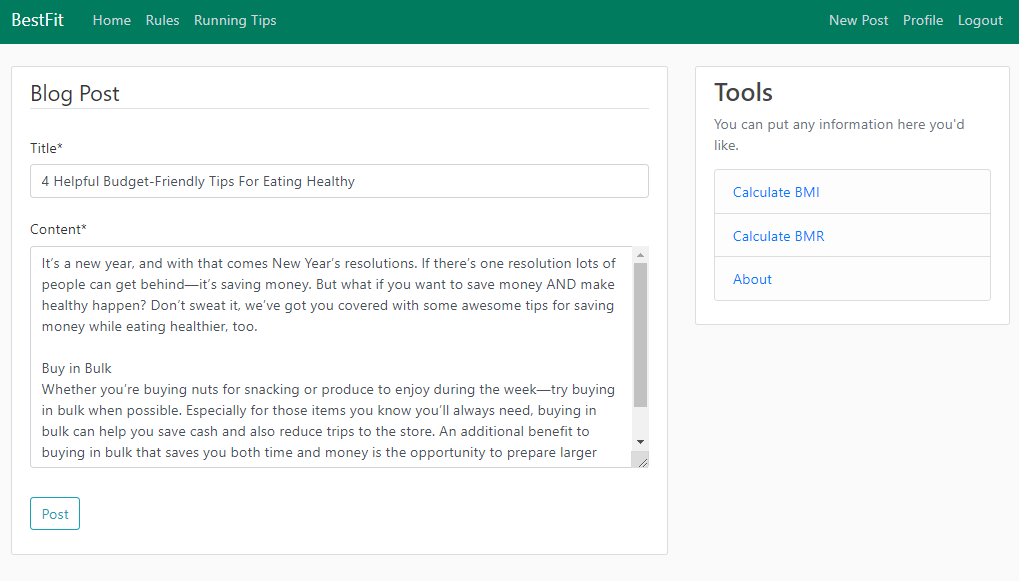 BestFit Home Rules Running Tips New Post Profile Logout
Blog Post
Title*
4 Helpful Budget-Friendly Tips For Eating Healthy
Content*
It’s a new year, and with that comes New Year’s resolutions. If there’s one resolution lots of
people can get behind—it’s saving money. But what if you want to save money AND make
healthy happen? Don’t sweat it, we’ve got you covered with some awesome tips for saving
money while eating healthier, too.
Buy in Bulk
Whether you’re buying nuts for snacking or produce to enjoy during the week—try buying
in bulk when possible. Especially for those items you know you’ll always need, buying in
bulk can help you save cash and also reduce trips to the store. An additional benefit to
buying in bulk that saves you both time and money is the opportunity to prepare larger
Post
Tools
You can put any information here you'd
like.
Calculate BMI
Calculate BMR
About